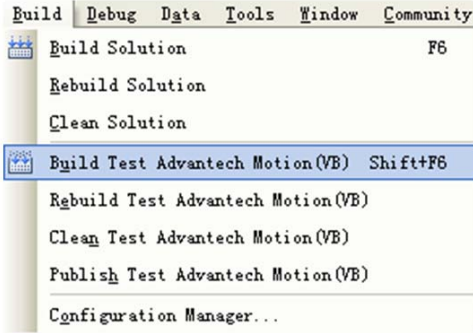 Build Debug Data Tools Window Community
Build Solution F6
Rebuild Solution
Clean Solution
Build Test Advantech Motion(VB) Shift+F6
Rebuild Test Advantech Motion(VB)
Clean Test Advantech Motion(VB)
Publish Test Advantech Motion(VB)
Configuration Manager...